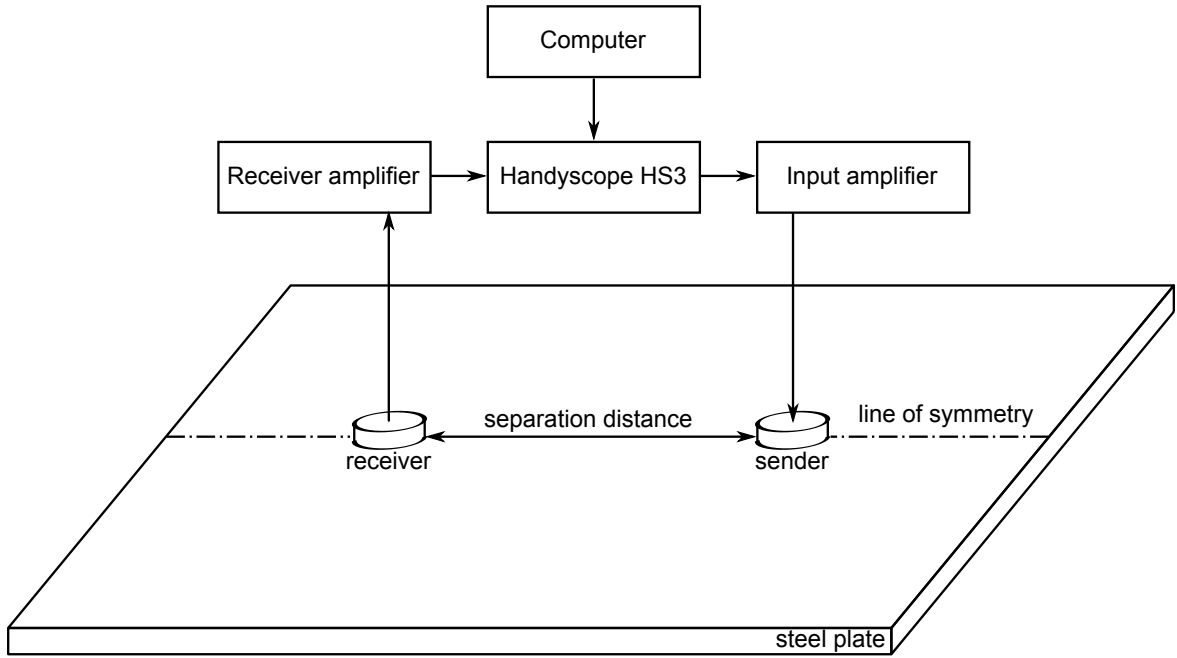 Computer
Receiver amplifier
Handyscope HS3
Input amplifier
separation distance
line of symmetry
receiver
sender
steel plate